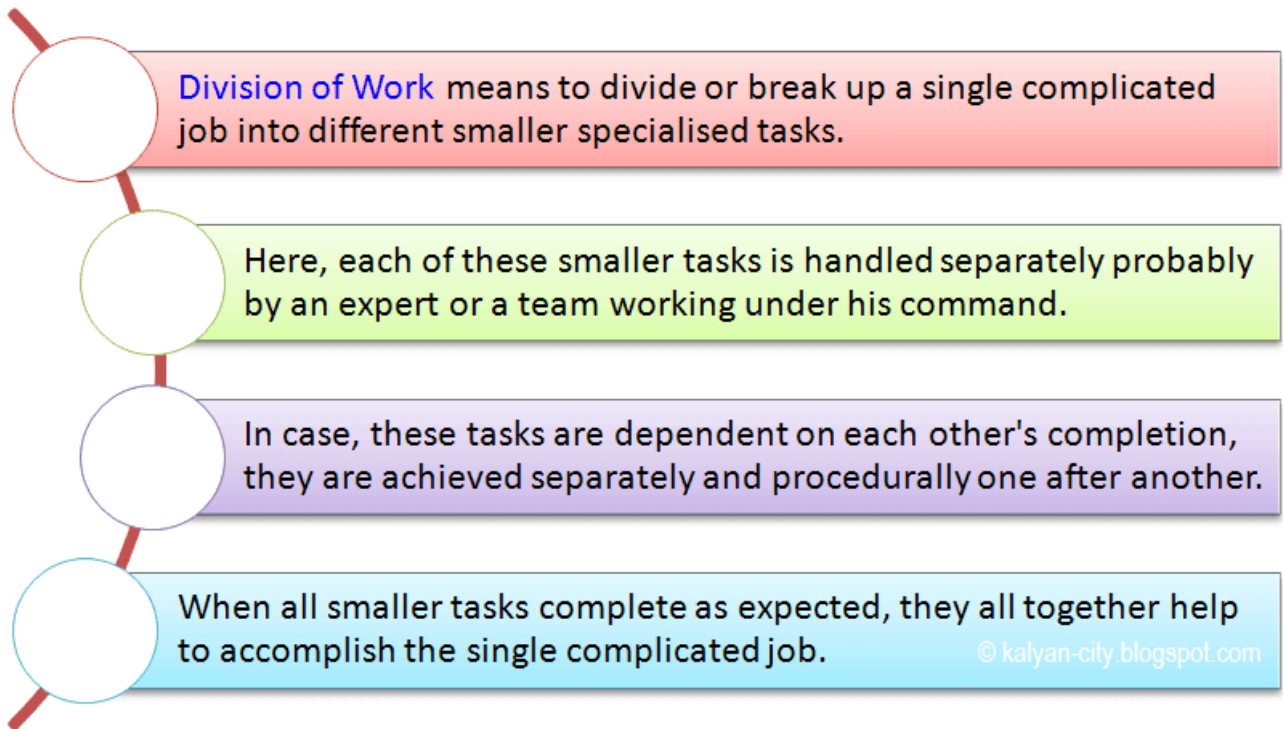 Division of Work means to divide or break up a single complicated
job into different smaller specialised tasks.
Here, each of these smaller tasks is handled separately probably
by an expert or a team working under his command.
In case, these tasks are dependent on each other's completion,
they are achieved separately and procedurally one after another.
When all smaller tasks complete as expected, they all together help
to accomplish the single complicated job.
© kalyan-city.blogspot.com